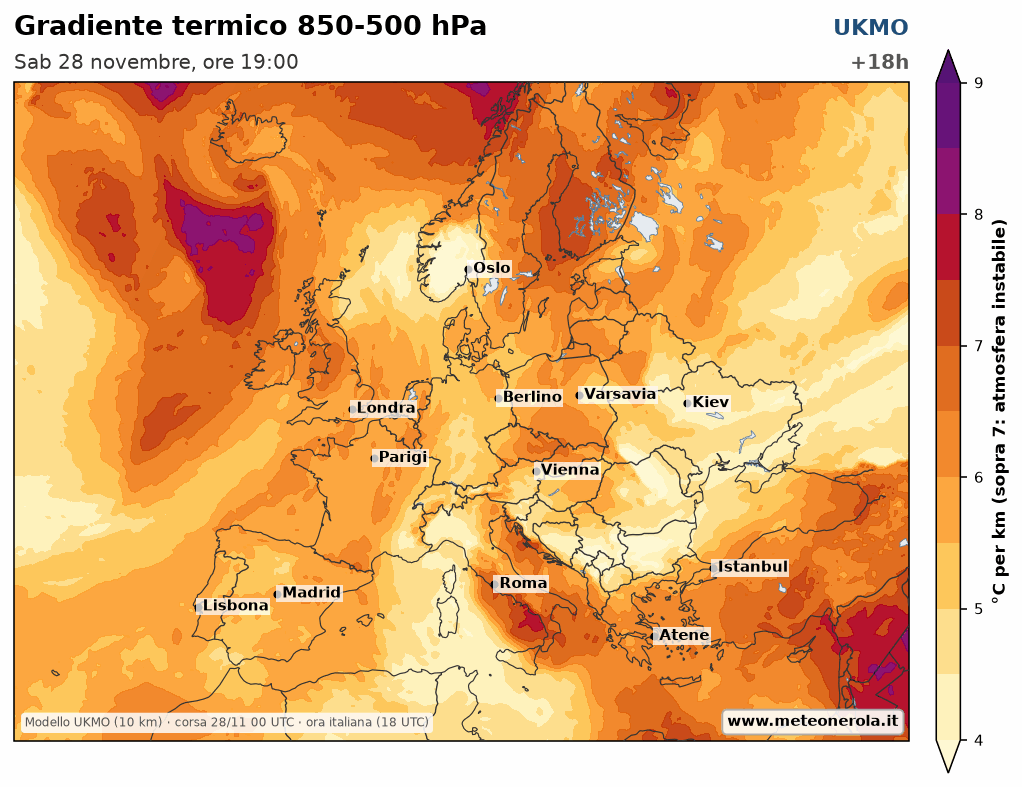 Gradiente termico 850-500 hPa
UKMO
Sab 28 novembre, ore 19:00
+18h
Oslo
Berlino
Varsavia
Kiev
Londra
Parigi
Vienna
Istanbul
Roma
Madrid
Lisbona
Atene
Modello UKMO (10 km) · corsa 28/11 00 UTC · ora italiana (18 UTC)
www.meteonerola.it
9
8
7
6
5
4
°C per km (sopra 7: atmosfera instabile)